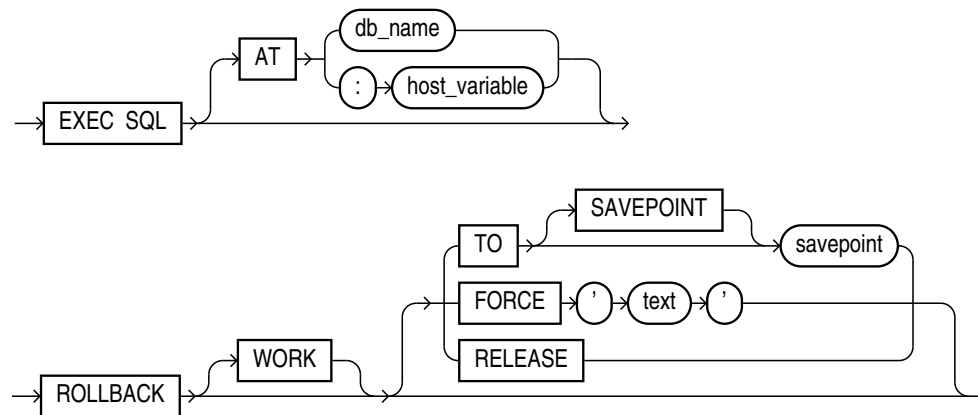 db_name
AT
: host_variable
EXEC SQL
SAVEPOINT
TO savepoint
FORCE ' text '
RELEASE
WORK
ROLLBACK